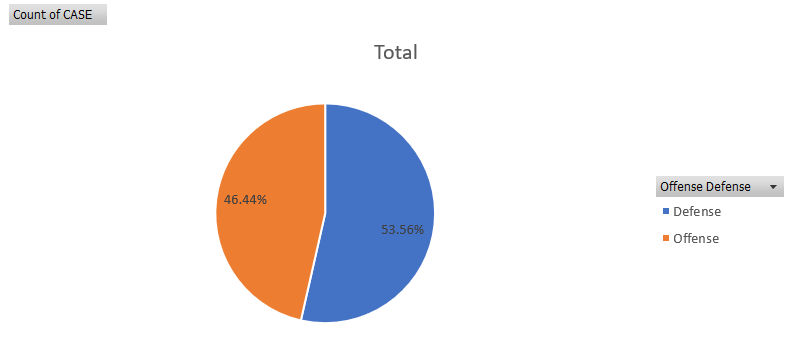 Count of CASE
Total
46.44%
53.56%
Offense Defense
Defense
Offense